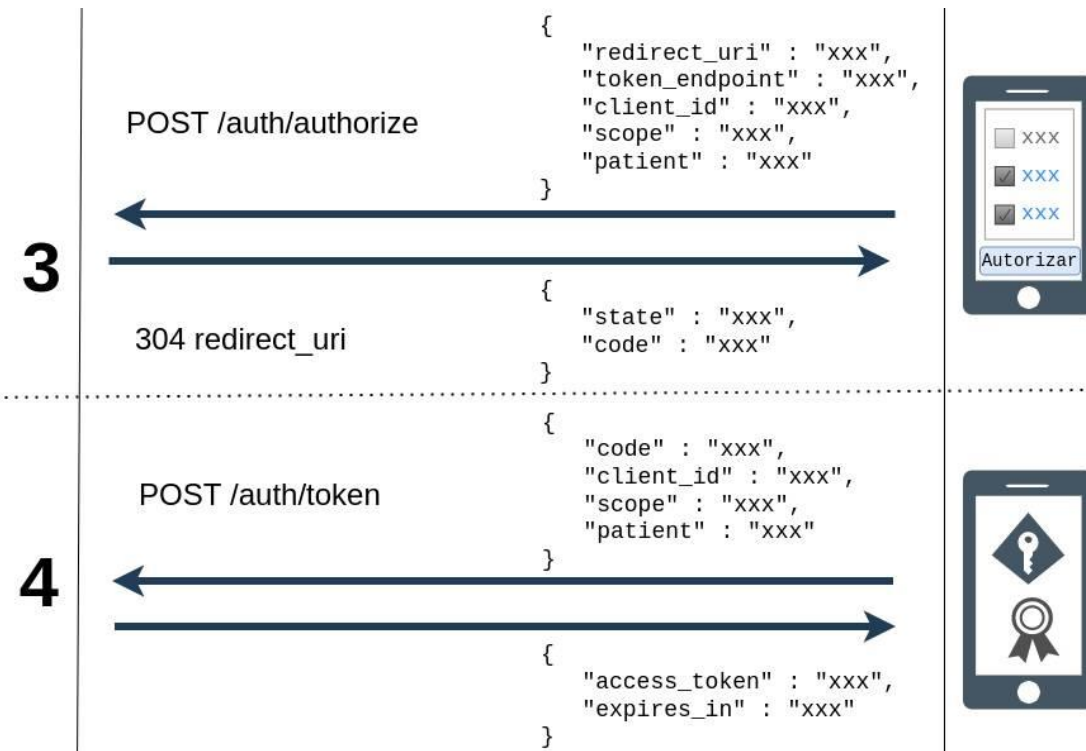 {
"redirect_uri" : "xxx",
"token_endpoint" : "xxx",
"client_id" : "xxx",
"scope" : "xxx",
"patient" : "xxx"
}
POST /auth/authorize
xxx
xxx
xxx
Autorizar
3
304 redirect_uri
{
"state" : "xxx",
"code" : "xxx"
}
{
"code" : "xxx",
"client_id" : "xxx",
"scope" : "xxx",
"patient" : "xxx"
}
POST /auth/token
4
{
"access_token" : "xxx",
"expires_in" : "xxx"
}